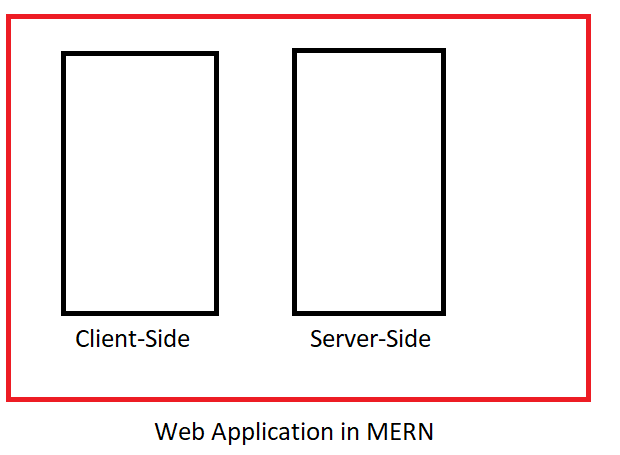 Client-Side
Server-Side
Web Application in MERN